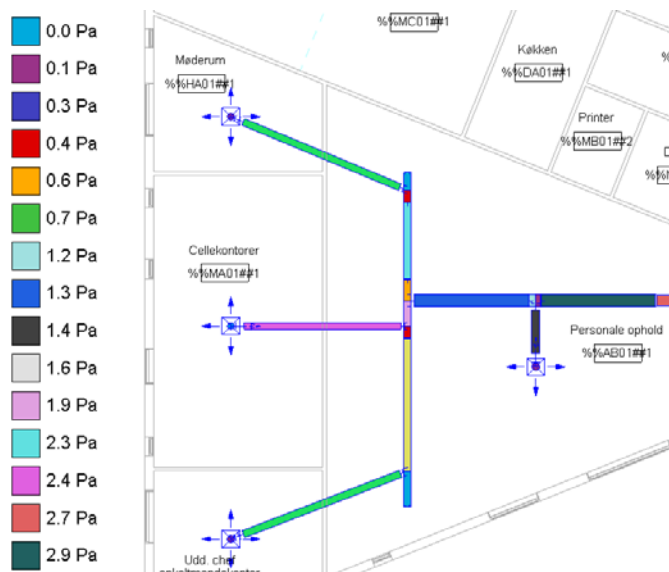 0.0 Pa
0.1 Pa
0.3 Pa
0.4 Pa
0.6 Pa
0.7 Pa
1.2 Pa
1.3 Pa
1.4 Pa
1.6 Pa
1.9 Pa
2.3 Pa
2.4 Pa
2.7 Pa
2.9 Pa
%%MC01##1
Møderum
%%HA01##1
Køkken
%%DA01##1
Printer
%%MB01##2
Cellekontorer
%%MA01##1
Personale ophold
%%AB01##1
Udd. chef